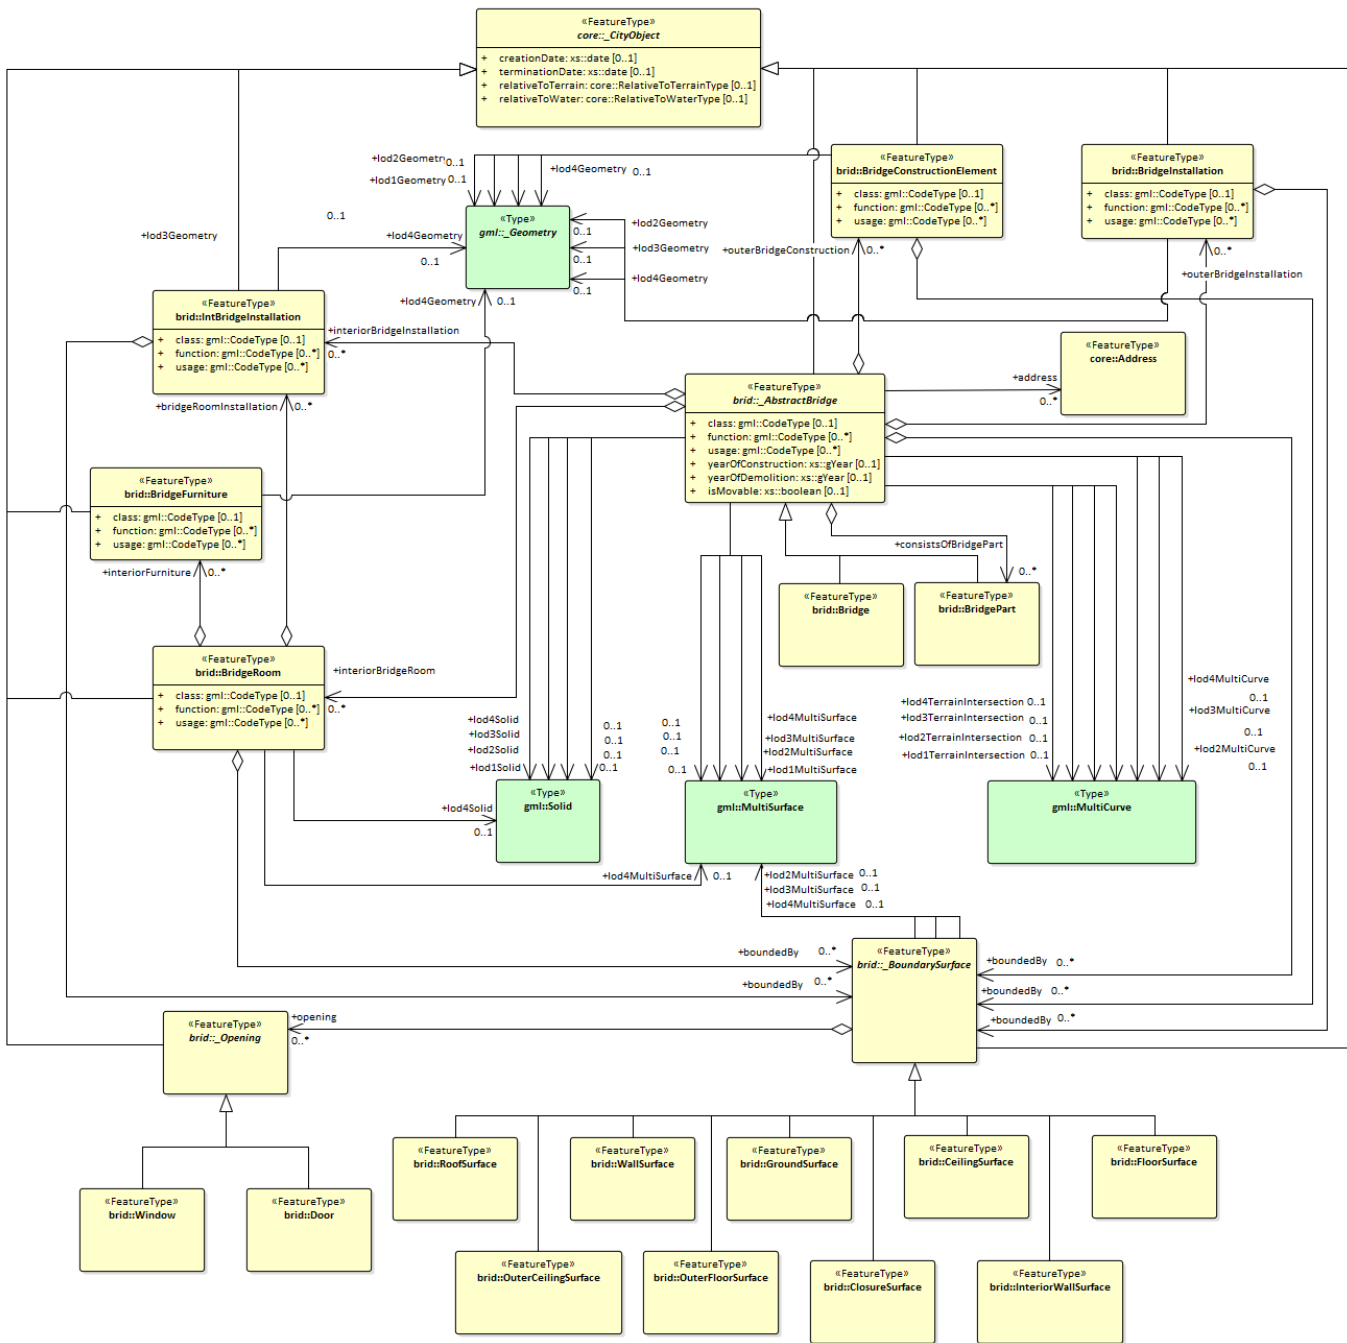 «FeatureType»
core::_CityObject
+ creationDate: xs::date [0..1]
+ terminationDate: xs::date [0..1]
+ relativeToTerrain: core::RelativeToTerrainType [0..1]
+ relativeToWater: core::RelativeToWaterType [0..1]
+lod2Geometry 0..1
+lod1Geometry 0..1
+lod4Geometry 0..1
«FeatureType»
brid::BridgeConstructionElement
+ class: gml::CodeType [0..1]
+ function: gml::CodeType [0..*]
+ usage: gml::CodeType [0..*]
«FeatureType»
brid::BridgeInstallation
+ class: gml::CodeType [0..1]
+ function: gml::CodeType [0..*]
+ usage: gml::CodeType [0..*]
«Type»
gml::_Geometry
+lod3Geometry
0..1
+lod4Geometry
0..1
+lod2Geometry
0..1
+lod3Geometry
0..1
+lod4Geometry
0..1
+outerBridgeConstruction 0..*
0..*
+outerBridgeInstallation
+lod4Geometry 0..1
«FeatureType»
brid::IntBridgeInstallation
+ class: gml::CodeType [0..1]
+ function: gml::CodeType [0..*]
+ usage: gml::CodeType [0..*]
+interiorBridgeInstallation
0..*
«FeatureType»
core::Address
+address
0..*
«FeatureType»
brid::_AbstractBridge
+ class: gml::CodeType [0..1]
+ function: gml::CodeType [0..*]
+ usage: gml::CodeType [0..*]
+ yearOfConstruction: xs::gYear [0..1]
+ yearOfDemolition: xs::gYear [0..1]
+ isMovable: xs::boolean [0..1]
+bridgeRoomInstallation 0..*
«FeatureType»
brid::BridgeFurniture
+ class: gml::CodeType [0..1]
+ function: gml::CodeType [0..*]
+ usage: gml::CodeType [0..*]
+interiorFurniture 0..*
+consistsOfBridgePart
0..*
«FeatureType»
brid::Bridge
«FeatureType»
brid::BridgePart
«FeatureType»
brid::BridgeRoom
+ class: gml::CodeType [0..1]
+ function: gml::CodeType [0..*]
+ usage: gml::CodeType [0..*]
+interiorBridgeRoom
0..*
+lod4Solid 0..1
+lod3Solid 0..1
+lod2Solid 0..1
+lod1Solid 0..1
0..1 +lod4MultiSurface
0..1 +lod3MultiSurface
0..1 +lod2MultiSurface
0..1 +lod1MultiSurface
+lod4TerrainIntersection 0..1
+lod3TerrainIntersection 0..1
+lod2TerrainIntersection 0..1
+lod1TerrainIntersection 0..1
+lod4MultiCurve
0..1
+lod3MultiCurve
0..1
+lod2MultiCurve
0..1
«Type»
gml::Solid
«Type»
gml::MultiSurface
«Type»
gml::MultiCurve
+lod4Solid
0..1
+lod4MultiSurface 0..1
+lod2MultiSurface 0..1
+lod3MultiSurface 0..1
+lod4MultiSurface 0..1
+boundedBy 0..*
+boundedBy 0..*
«FeatureType»
brid::_BoundarySurface
+boundedBy 0..*
+boundedBy 0..*
+boundedBy 0..*
«FeatureType»
brid::_Opening
+opening
0..*
«FeatureType»
brid::Window
«FeatureType»
brid::Door
«FeatureType»
brid::RoofSurface
«FeatureType»
brid::WallSurface
«FeatureType»
brid::GroundSurface
«FeatureType»
brid::CeilingSurface
«FeatureType»
brid::FloorSurface
«FeatureType»
brid::OuterCeilingSurface
«FeatureType»
brid::OuterFloorSurface
«FeatureType»
brid::ClosureSurface
«FeatureType»
brid::InteriorWallSurface